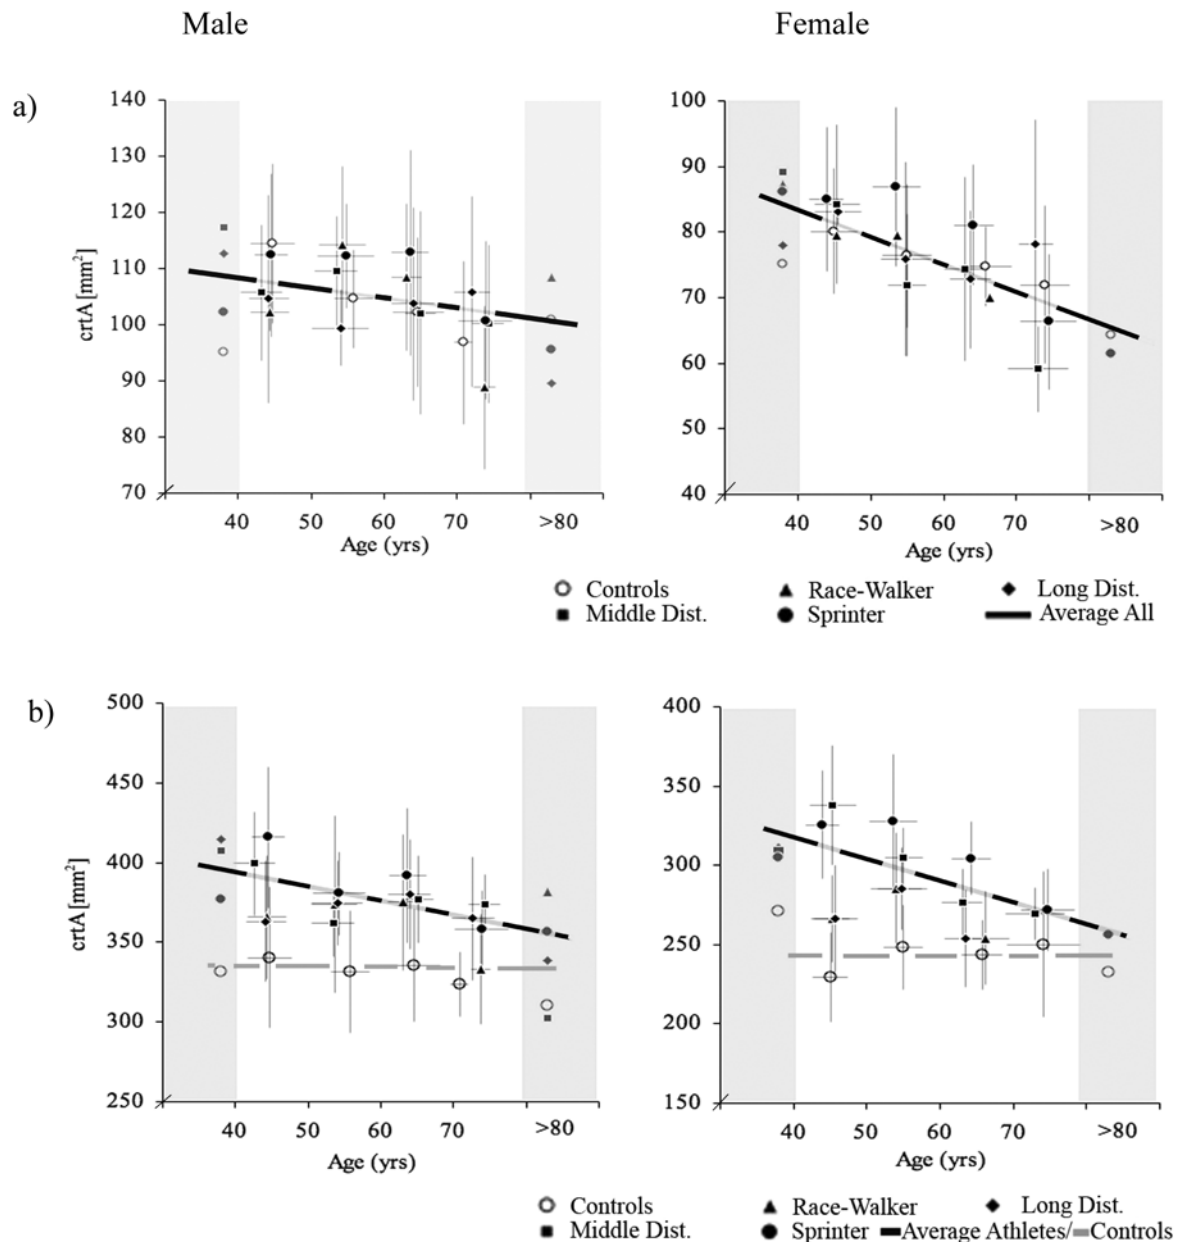 Male Female
a)
140
130
120
110
100
90
80
70
crtA [mm²]
40 50 60 70 >80
Age (yrs)
100
90
80
70
60
50
40
40 50 60 70 >80
Age (yrs)
Controls Race-Walker Long Dist.
Middle Dist. Sprinter Average All
b)
500
450
400
350
300
250
crtA [mm²]
40 50 60 70 >80
Age (yrs)
400
350
300
250
200
150
40 50 60 70 >80
Age (yrs)
Controls Race-Walker Long Dist.
Middle Dist. Sprinter Average Athletes/ Controls